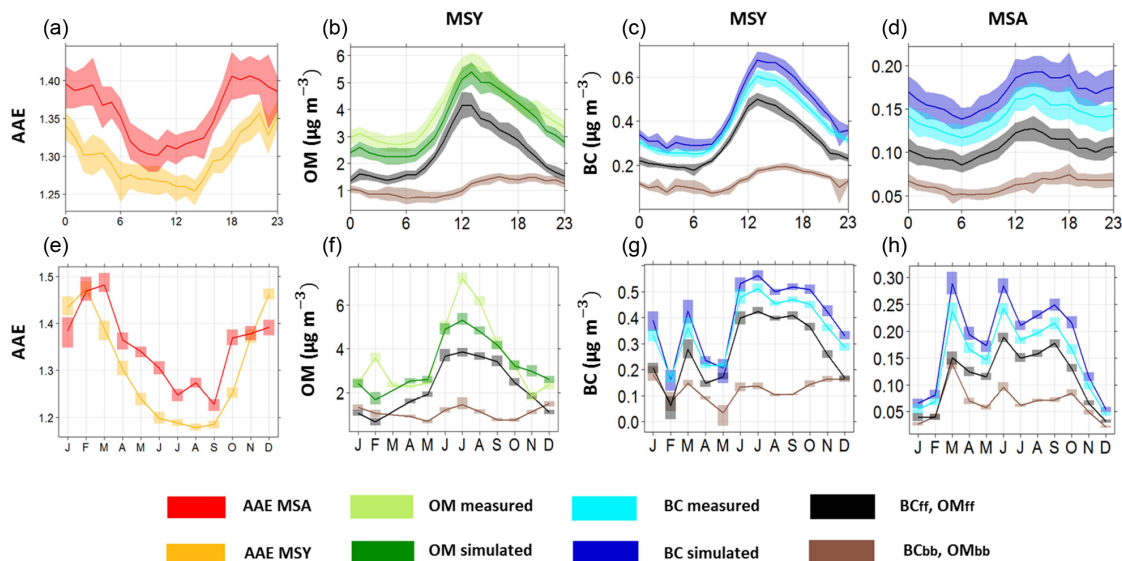 MSY MSY MSA
(a) (b) (c) (d)
AAE
1.40
1.35
1.30
1.25
0 6 12 18 23
OM (µg m⁻³)
6
5
4
3
2
1
0 6 12 18 23
BC (µg m⁻³)
0.6
0.4
0.2
0 6 12 18 23
0.20
0.15
0.10
0.05
0 6 12 18 23
(e) (f) (g) (h)
AAE
1.5
1.4
1.3
1.2
J F M A M J J A S O N D
OM (µg m⁻³)
6
4
2
J F M A M J J A S O N D
BC (µg m⁻³)
0.5
0.4
0.3
0.2
0.1
0.0
J F M A M J J A S O N D
0.30
0.25
0.20
0.15
0.10
0.05
J F M A M J J A S O N D
AAE MSA OM measured BC measured BCff, OMff
AAE MSY OM simulated BC simulated BCbb, OMbb